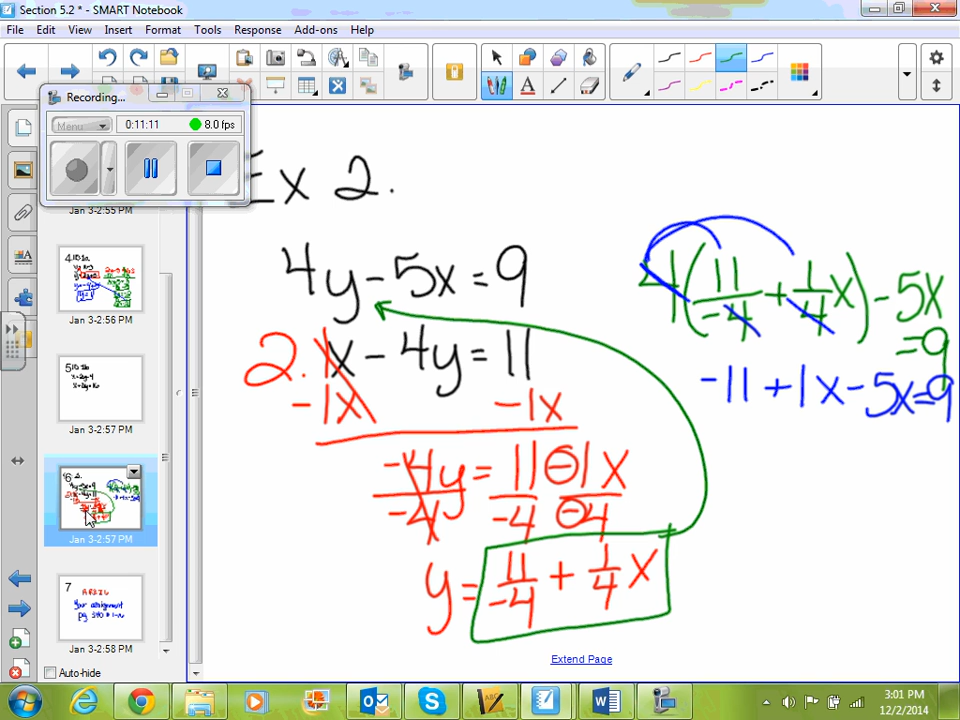 Section 5.2 * - SMART Notebook
File Edit View Insert Format Tools Response Add-ons Help
Recording...
Menu 0:11:11 8.0 fps
Jan 3-2:55 PM
Jan 3-2:56 PM
Jan 3-2:57 PM
Jan 3-2:57 PM
7
Your assignment
Jan 3-2:58 PM
Auto-hide
Ex 2.
4y-5x=9
2. 1x-4y=11
-1x -1x
-4y = 11-1x
-4 -4 -4
y= 11/-4 + 1/4 x
4(11/-4 + 1/4 x) - 5x
=9
-11 + 1x - 5x=9
Extend Page
3:01 PM
12/2/2014